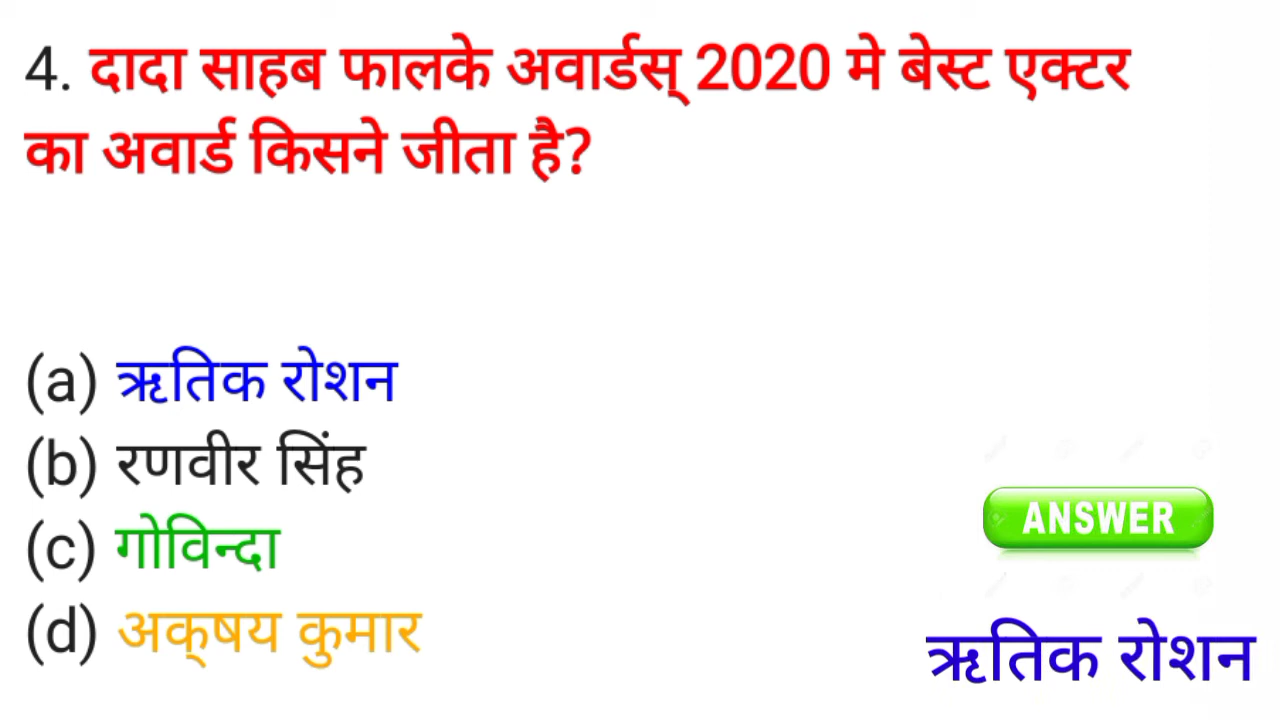 4. दादा साहब फालके अवार्डस् 2020 मे बेस्ट एक्टर
का अवार्ड किसने जीता है?
(a) ऋतिक रोशन
(b) रणवीर सिंह
(c) गोविन्दा
(d) अक्षय कुमार
ANSWER
ऋतिक रोशन